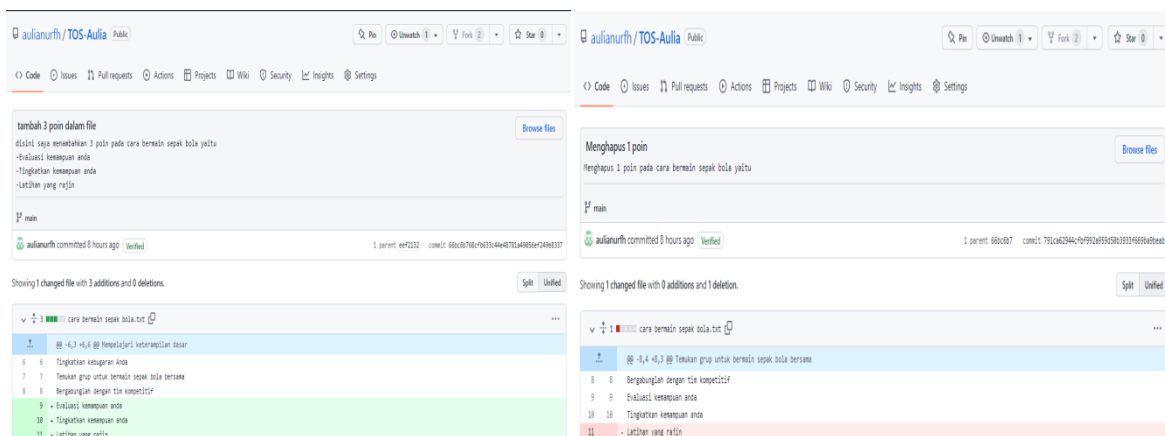 aulianurfh / TOS-Aulia Public
Pin Unwatch 1 Fork 2 Star 0
Code Issues Pull requests Actions Projects Wiki Security Insights Settings
tambah 3 poin dalam file
Browse files
disini saya menambahkan 3 poin pada cara bermain sepak bola yaitu
-Evaluasi kemampuan anda
-Tingkatkan kemampuan anda
-Latihan yang rajin
main
aulianurfh committed 8 hours ago Verified
1 parent eef2132 commit
Showing 1 changed file with 3 additions and 0 deletions.
Split Unified
3 cara bermain sepak bola.txt
@@ -6,3 +6,6 @@ Mempelajari keterampilan dasar
6 6 Tingkatkan kebugaran Anda
7 7 Temukan grup untuk bermain sepak bola bersama
8 8 Bergabunglah dengan tim kompetitif
9 + Evaluasi kemampuan anda
10 + Tingkatkan kemampuan anda
11 + Latihan yang rajin
aulianurfh / TOS-Aulia Public
Pin Unwatch 1 Fork 2 Star 0
Code Issues Pull requests Actions Projects Wiki Security Insights Settings
Menghapus 1 poin
Browse files
Menghapus 1 poin pada cara bermain sepak bola yaitu
main
aulianurfh committed 8 hours ago Verified
1 parent 66bc6b7 commit
Showing 1 changed file with 0 additions and 1 deletion.
Split Unified
1 cara bermain sepak bola.txt
@@ -8,4 +8,3 @@ Temukan grup untuk bermain sepak bola bersama
8 8 Bergabunglah dengan tim kompetitif
9 9 Evaluasi kemampuan anda
10 10 Tingkatkan kemampuan anda
11 - Latihan yang rajin